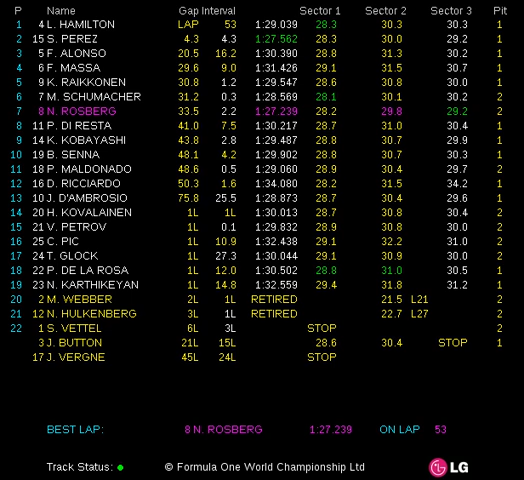 P Name Gap Interval Sector 1 Sector 2 Sector 3 Pit
1 4 L. HAMILTON LAP 53 1:29.039 28.3 30.3 30.3 1
2 15 S. PEREZ 4.3 4.3 1:27.562 28.3 30.0 29.2 1
3 5 F. ALONSO 20.5 16.2 1:30.390 28.8 31.3 30.2 1
4 6 F. MASSA 29.6 9.0 1:31.426 29.1 31.5 30.7 1
5 9 K. RAIKKONEN 30.8 1.2 1:29.547 28.6 30.8 30.0 1
6 7 M. SCHUMACHER 31.2 0.3 1:28.569 28.1 30.1 30.2 2
7 8 N. ROSBERG 33.5 2.2 1:27.239 28.2 29.8 29.2 2
8 11 P. DI RESTA 41.0 7.5 1:30.217 28.7 31.0 30.4 1
9 14 K. KOBAYASHI 43.8 2.8 1:29.487 28.8 30.7 29.9 1
10 19 B. SENNA 48.1 4.2 1:29.902 28.8 30.7 30.3 1
11 18 P. MALDONADO 48.6 0.5 1:29.060 28.9 30.4 29.7 2
12 16 D. RICCIARDO 50.3 1.6 1:34.080 28.2 31.5 34.2 1
13 10 J. D'AMBROSIO 75.8 25.5 1:28.873 28.7 30.4 29.6 1
14 20 H. KOVALAINEN 1L 1L 1:30.013 28.7 30.8 30.4 2
15 21 V. PETROV 1L 0.1 1:29.832 28.9 30.8 30.0 2
16 25 C. PIC 1L 10.9 1:32.438 29.1 32.2 31.0 2
17 24 T. GLOCK 1L 27.3 1:30.044 29.1 30.9 30.0 2
18 22 P. DE LA ROSA 1L 12.0 1:30.502 28.8 31.0 30.5 1
19 23 N. KARTHIKEYAN 1L 14.8 1:32.559 29.4 31.8 31.2 1
20 2 M. WEBBER 2L 1L RETIRED 21.5 L21 2
21 12 N. HULKENBERG 3L 1L RETIRED 22.7 L27 2
22 1 S. VETTEL 6L 3L STOP 2
3 J. BUTTON 21L 15L 28.6 30.4 STOP 1
17 J. VERGNE 45L 24L STOP
BEST LAP: 8 N. ROSBERG 1:27.239 ON LAP 53
Track Status: © Formula One World Championship Ltd LG